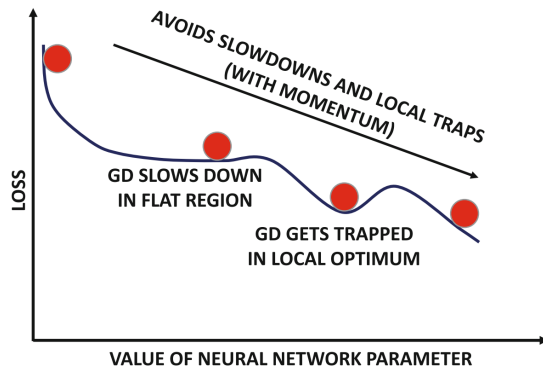 AVOIDS SLOWDOWNS AND LOCAL TRAPS
(WITH MOMENTUM)
GD SLOWS DOWN
IN FLAT REGION
LOSS
GD GETS TRAPPED
IN LOCAL OPTIMUM
VALUE OF NEURAL NETWORK PARAMETER